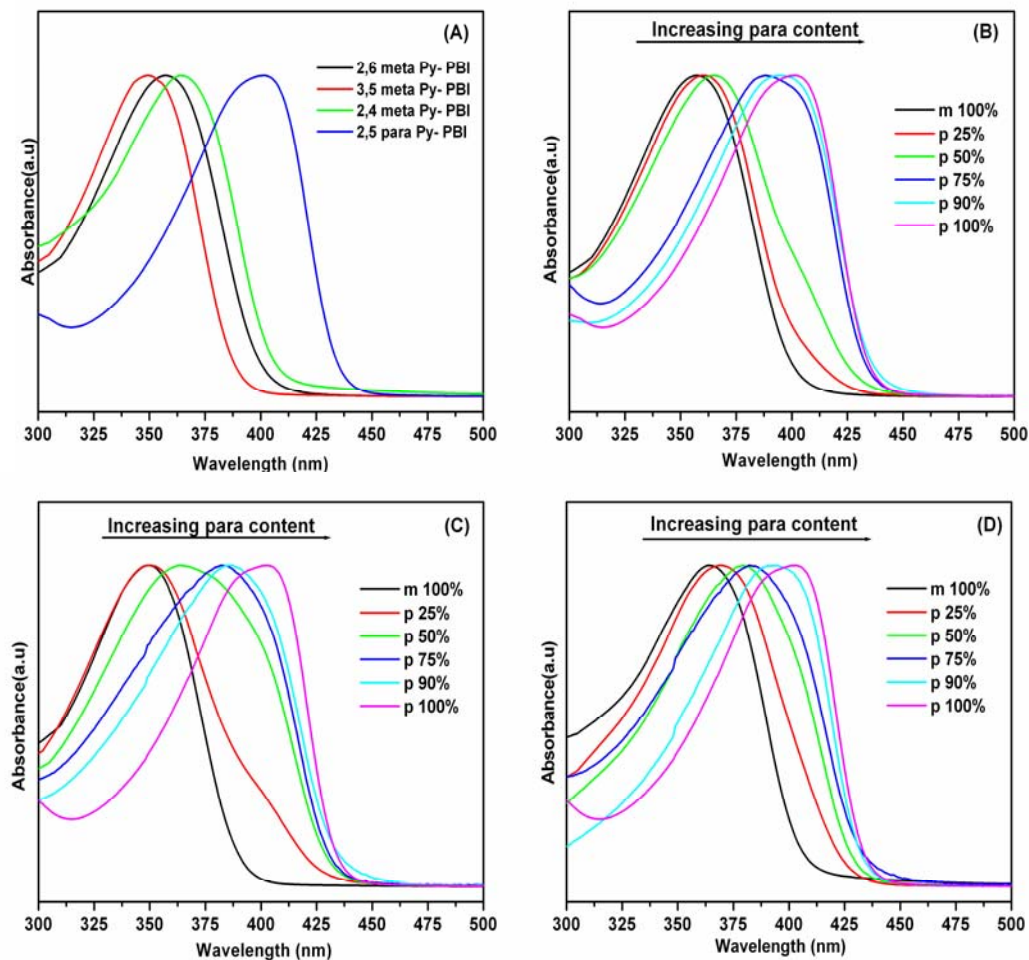 (A)
2,6 meta Py- PBI
3,5 meta Py- PBI
2,4 meta Py- PBI
2,5 para Py- PBI
Absorbance(a.u)
300 325 350 375 400 425 450 475 500
Wavelength (nm)
Increasing para content (B)
m 100%
p 25%
p 50%
p 75%
p 90%
p 100%
Absorbance(a.u)
300 325 350 375 400 425 450 475 500
Wavelength (nm)
Increasing para content (C)
m 100%
p 25%
p 50%
p 75%
p 90%
p 100%
Absorbance(a.u)
300 325 350 375 400 425 450 475 500
Wavelength (nm)
Increasing para content (D)
m 100%
p 25%
p 50%
p 75%
p 90%
p 100%
Absorbance(a.u)
300 325 350 375 400 425 450 475 500
Wavelength (nm)